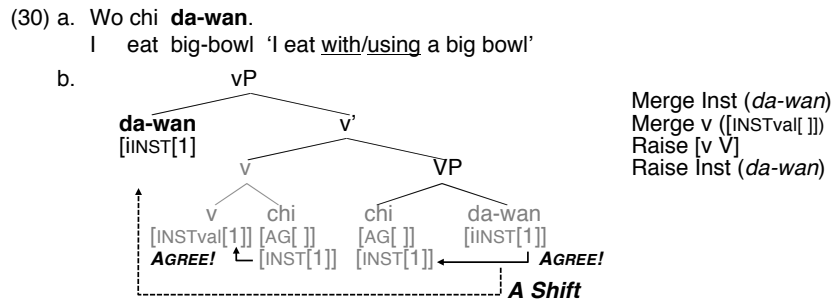 (30) a. Wo chi da-wan.
I eat big-bowl ‘I eat with/using a big bowl’
b. vP
Merge Inst (da-wan)
da-wan v’ Merge v ([INSTval[ ]])
[iINST[1] Raise [v V]
v VP Raise Inst (da-wan)
v chi chi da-wan
[INSTval[1]] [AG[ ]] [AG[ ]] [iINST[1]]
AGREE! [INST[1]] [INST[1]] AGREE!
A Shift